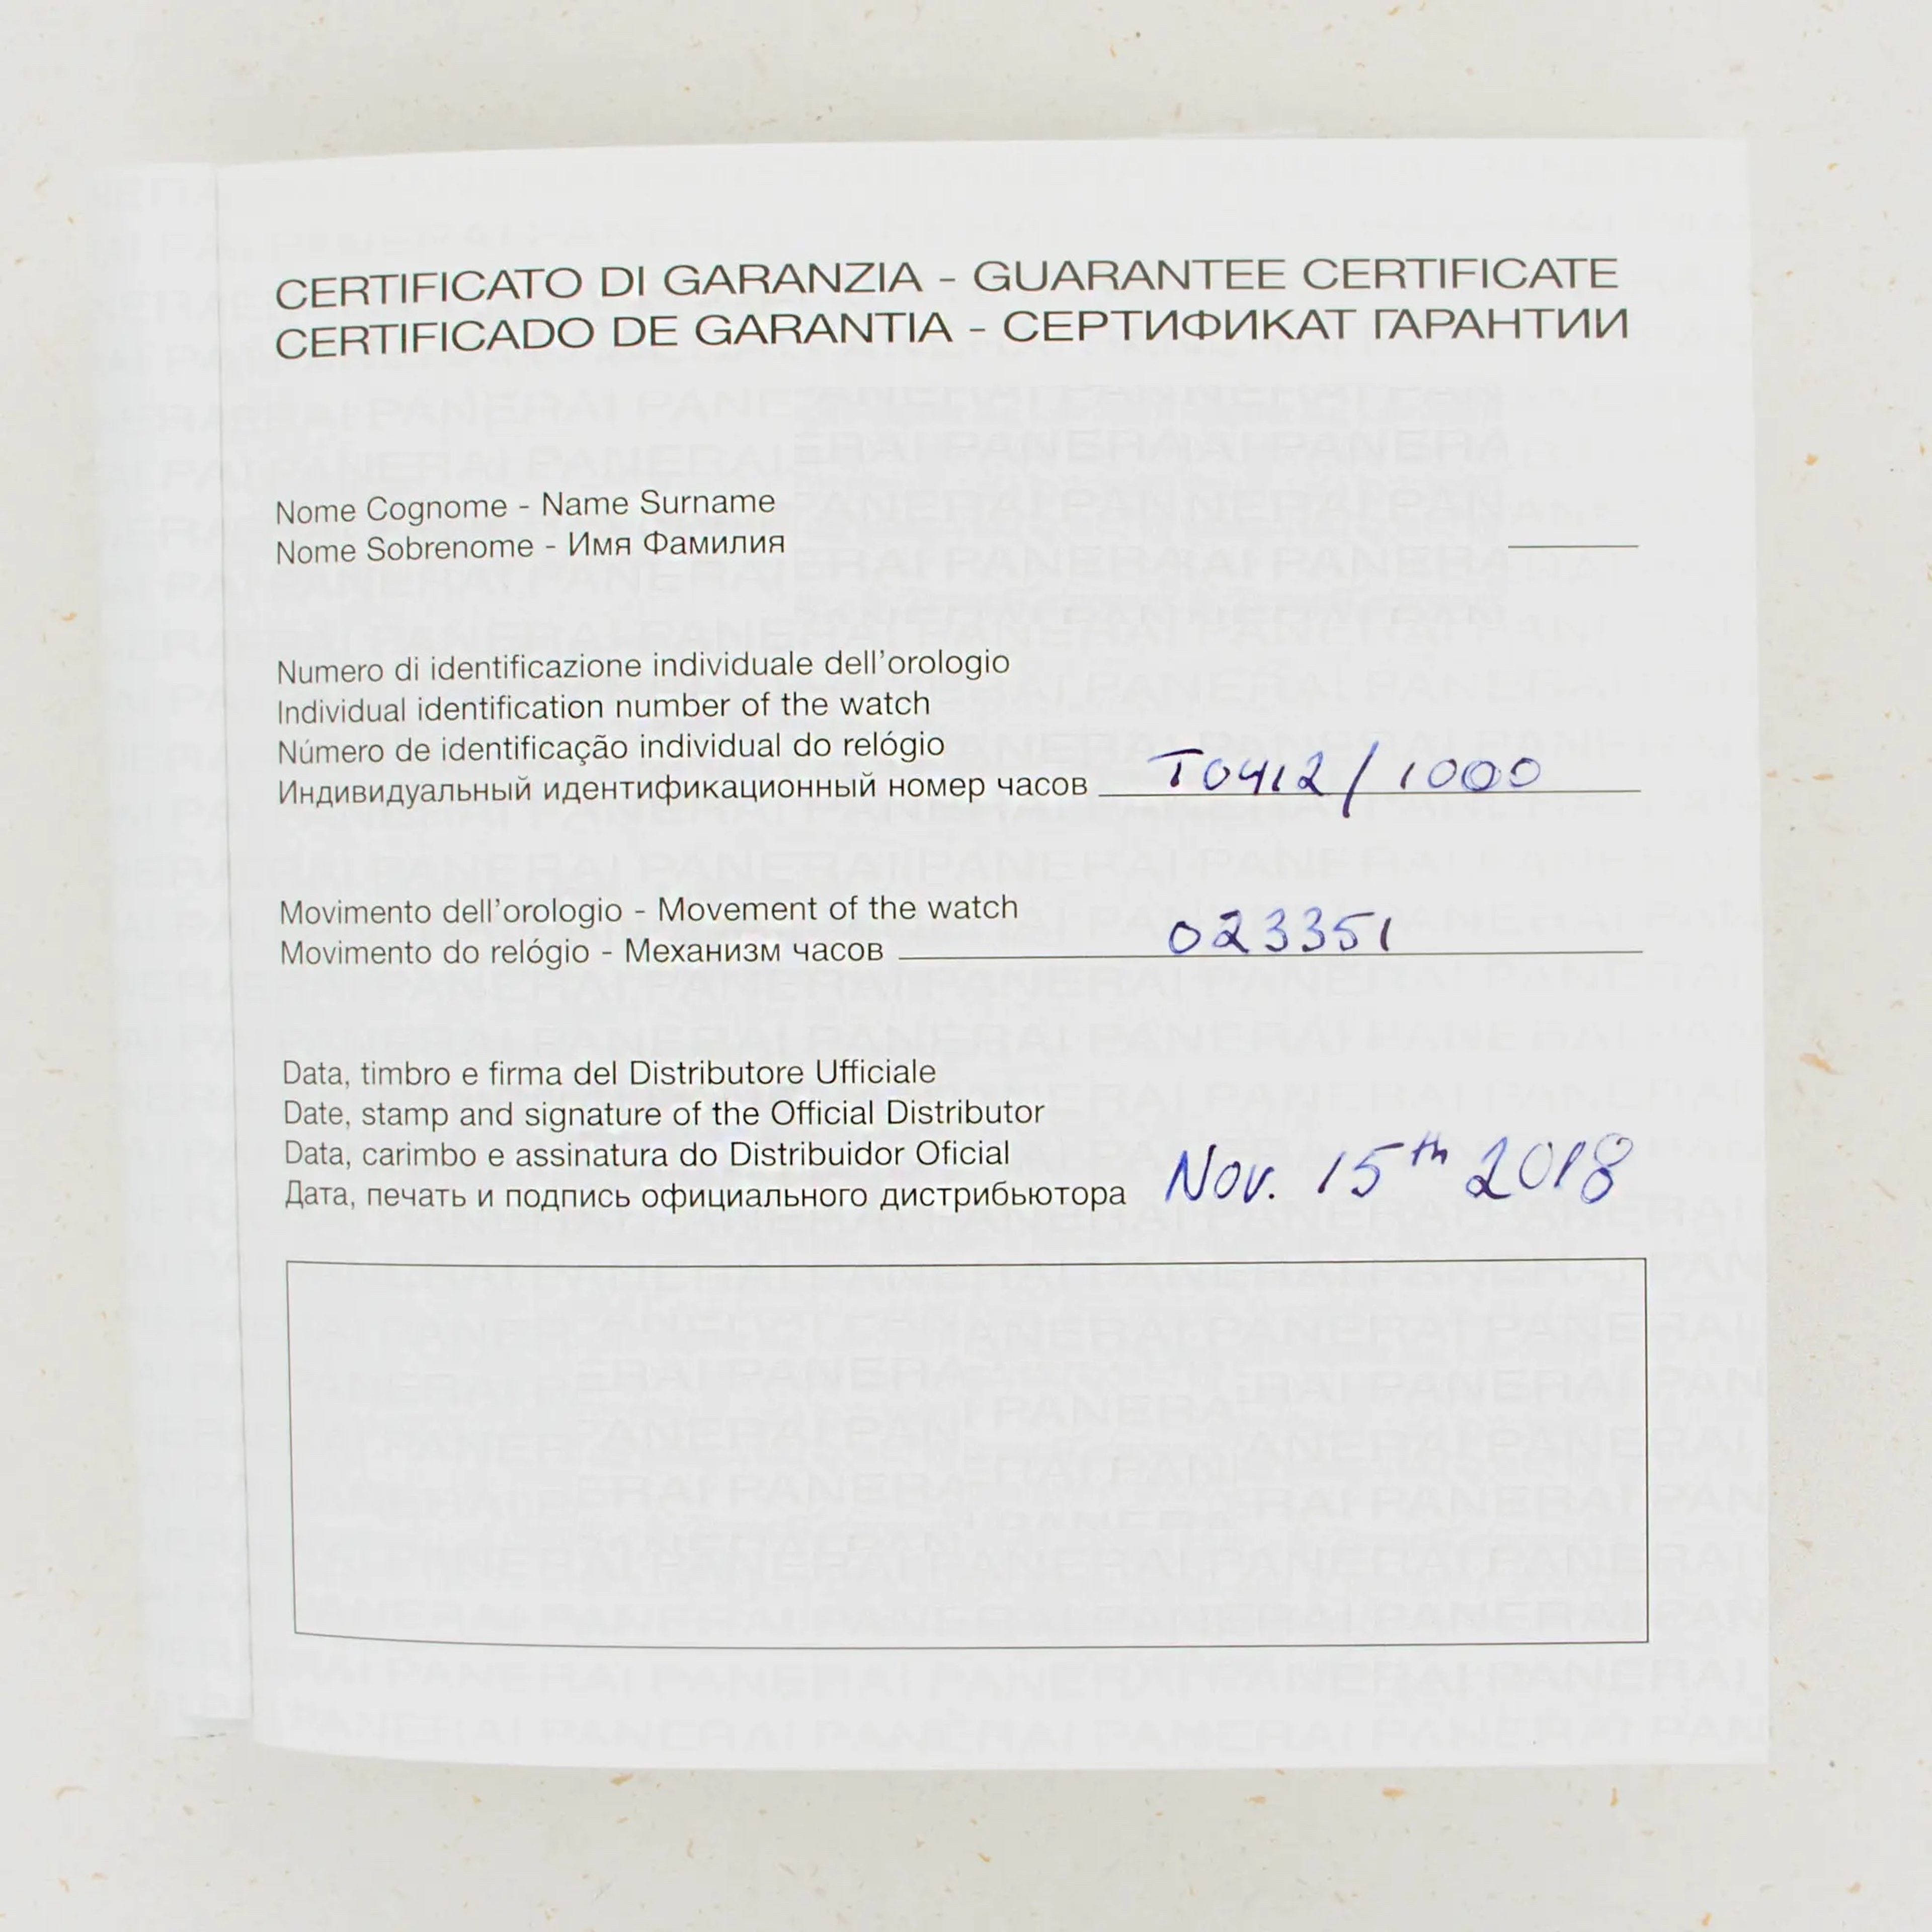 CERTIFICATO DI GARANZIA - GUARANTEE CERTIFICATE
CERTIFICADO DE GARANTIA - СЕРТИФИКАТ ГАРАНТИИ
Nome Cognome - Name Surname
Nome Sobrenome - Имя Фамилия
Numero di identificazione individuale dell'orologio
Individual identification number of the watch
Número de identificação individual do relógio
Индивидуальный идентификационный номер часов T0412/1000
Movimento dell'orologio - Movement of the watch
Movimento do relógio - Механизм часов 023351
Data, timbro e firma del Distributore Ufficiale
Date, stamp and signature of the Official Distributor
Data, carimbo e assinatura do Distribuidor Oficial
Дата, печать и подпись официального дистрибьютора Nov. 15th 2018